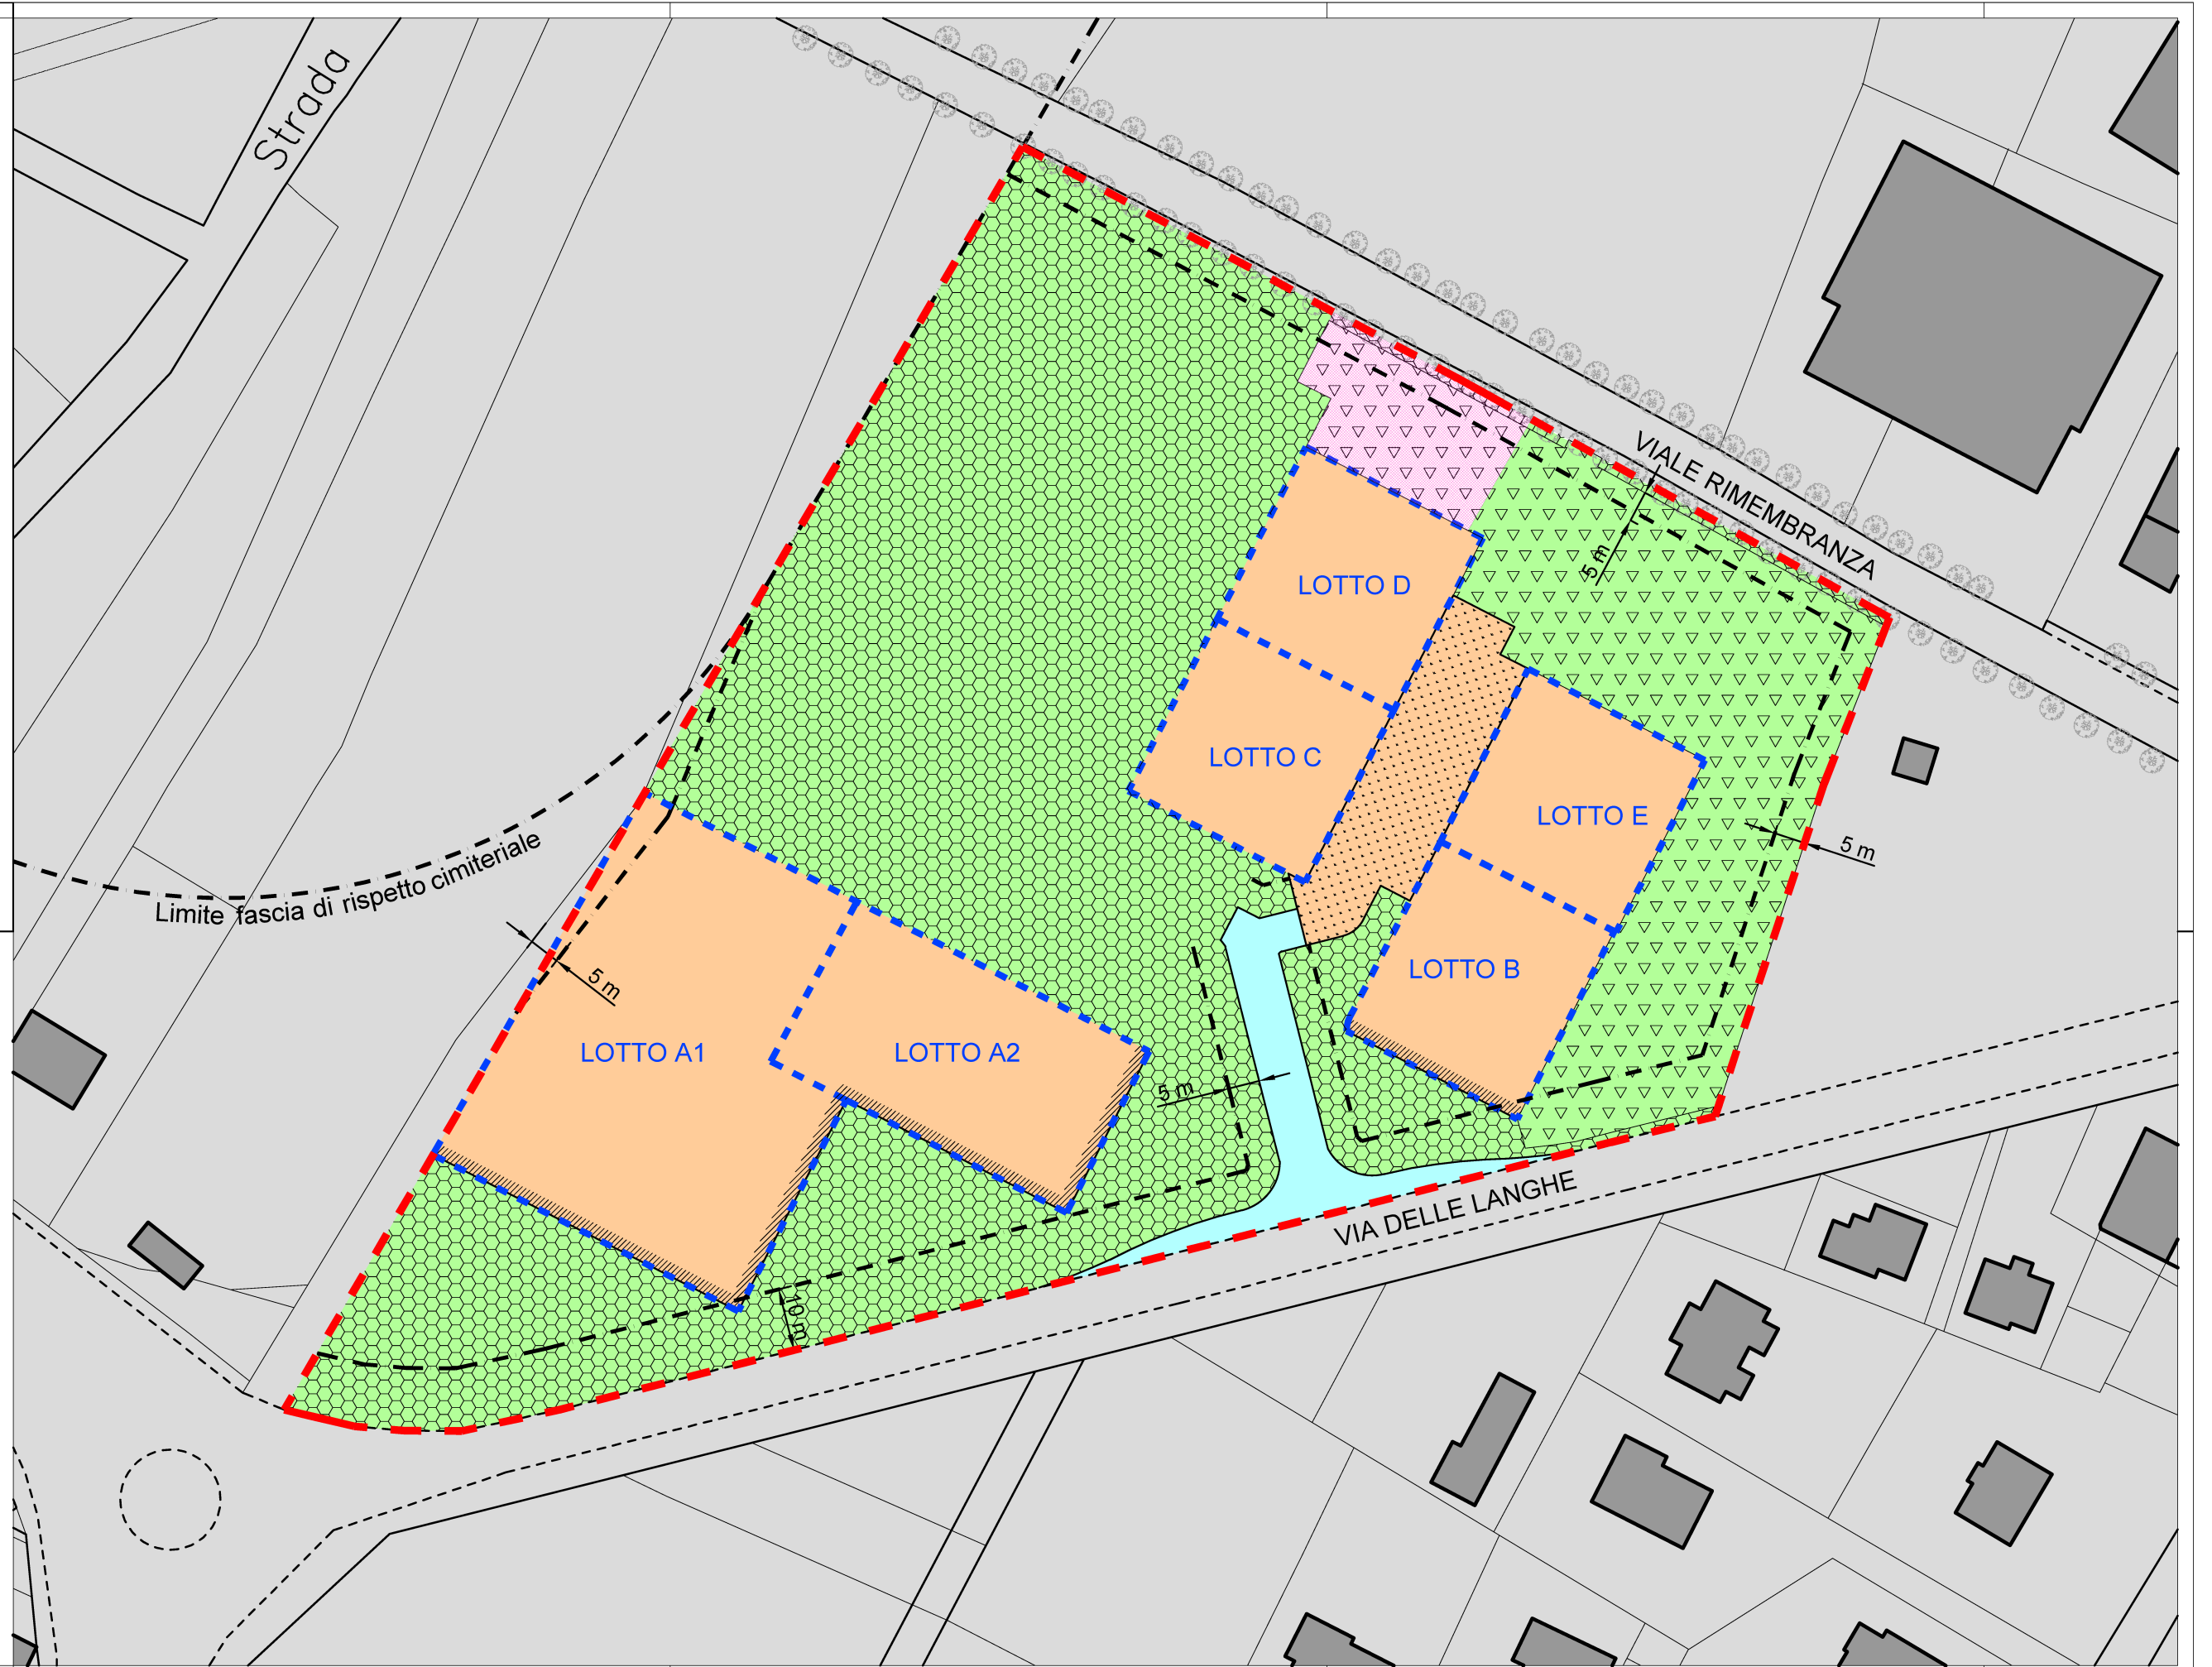 Strada
VIALE RIMEMBRANZA
LOTTO D
5 m
LOTTO C
LOTTO E
5 m
Limite fascia di rispetto cimiteriale
5 m
LOTTO B
LOTTO A1
LOTTO A2
5 m
VIA DELLE LANGHE
10 m